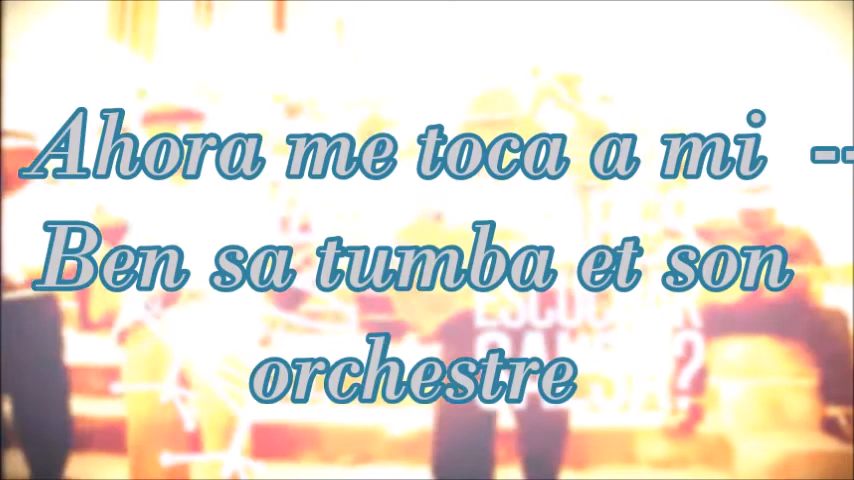 Ahora me toca a mi --
Ben sa tumba et son
orchestre
?